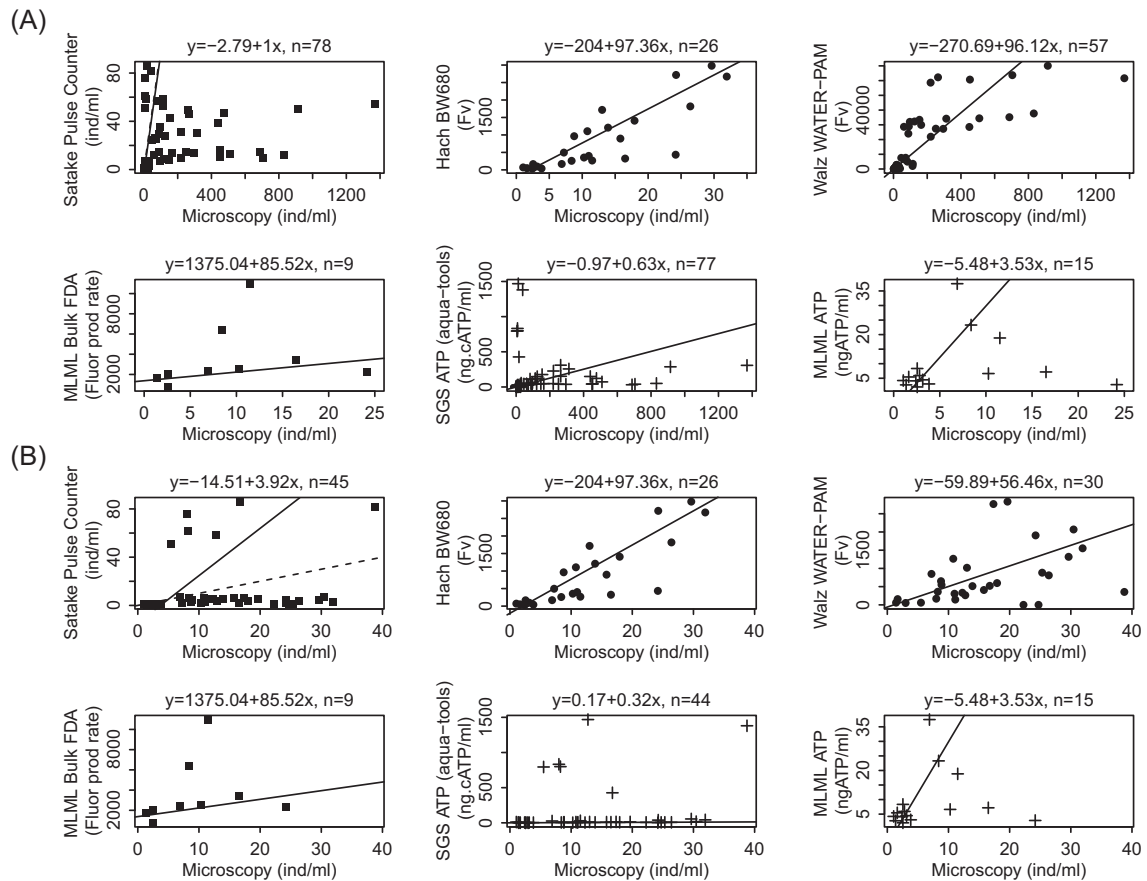 (A)
y=−2.79+1x, n=78
Satake Pulse Counter
(ind/ml)
0 40 80
0 200 600 1000 1400
Microscopy (ind/ml)
y=−204+97.36x, n=26
Hach BW680
(Fv)
0 1500
0 10 20 30
Microscopy (ind/ml)
y=−270.69+96.12x, n=57
Walz WATER−PAM
(Fv)
0 40000
0 400 800 1200
Microscopy (ind/ml)
y=1375.04+85.52x, n=9
MLML Bulk FDA
(Fluor prod rate)
2000 8000
0 5 10 15 20 25
Microscopy (ind/ml)
y=−0.97+0.63x, n=77
SGS ATP (aqua−tools)
(ng.cATP/ml)
0 500 1500
0 400 800 1200
Microscopy (ind/ml)
y=−5.48+3.53x, n=15
MLML ATP
(ngATP/ml)
5 20 35
0 5 10 15 20 25
Microscopy (ind/ml)
(B)
y=−14.51+3.92x, n=45
Satake Pulse Counter
(ind/ml)
0 40 80
0 10 20 30 40
Microscopy (ind/ml)
y=−204+97.36x, n=26
Hach BW680
(Fv)
0 1500
0 10 20 30 40
Microscopy (ind/ml)
y=−59.89+56.46x, n=30
Walz WATER−PAM
(Fv)
0 1500
0 10 20 30 40
Microscopy (ind/ml)
y=1375.04+85.52x, n=9
MLML Bulk FDA
(Fluor prod rate)
2000 8000
0 10 20 30 40
Microscopy (ind/ml)
y=0.17+0.32x, n=44
SGS ATP (aqua−tools)
(ng.cATP/ml)
0 500 1500
0 10 20 30 40
Microscopy (ind/ml)
y=−5.48+3.53x, n=15
MLML ATP
(ngATP/ml)
5 20 35
0 10 20 30 40
Microscopy (ind/ml)